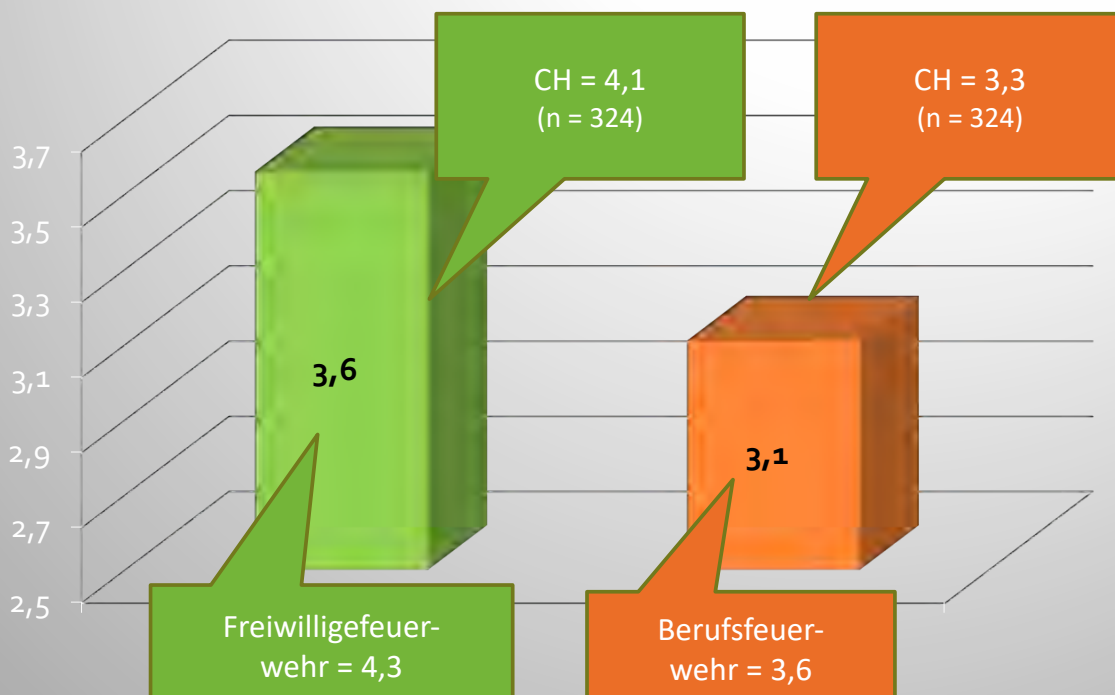 CH = 4,1
(n = 324)
CH = 3,3
(n = 324)
3,7
3,5
3,3
3,1
2,9
2,7
2,5
3,6
3,1
Freiwilligefeuer-
wehr = 4,3
Berufsfeuer-
wehr = 3,6